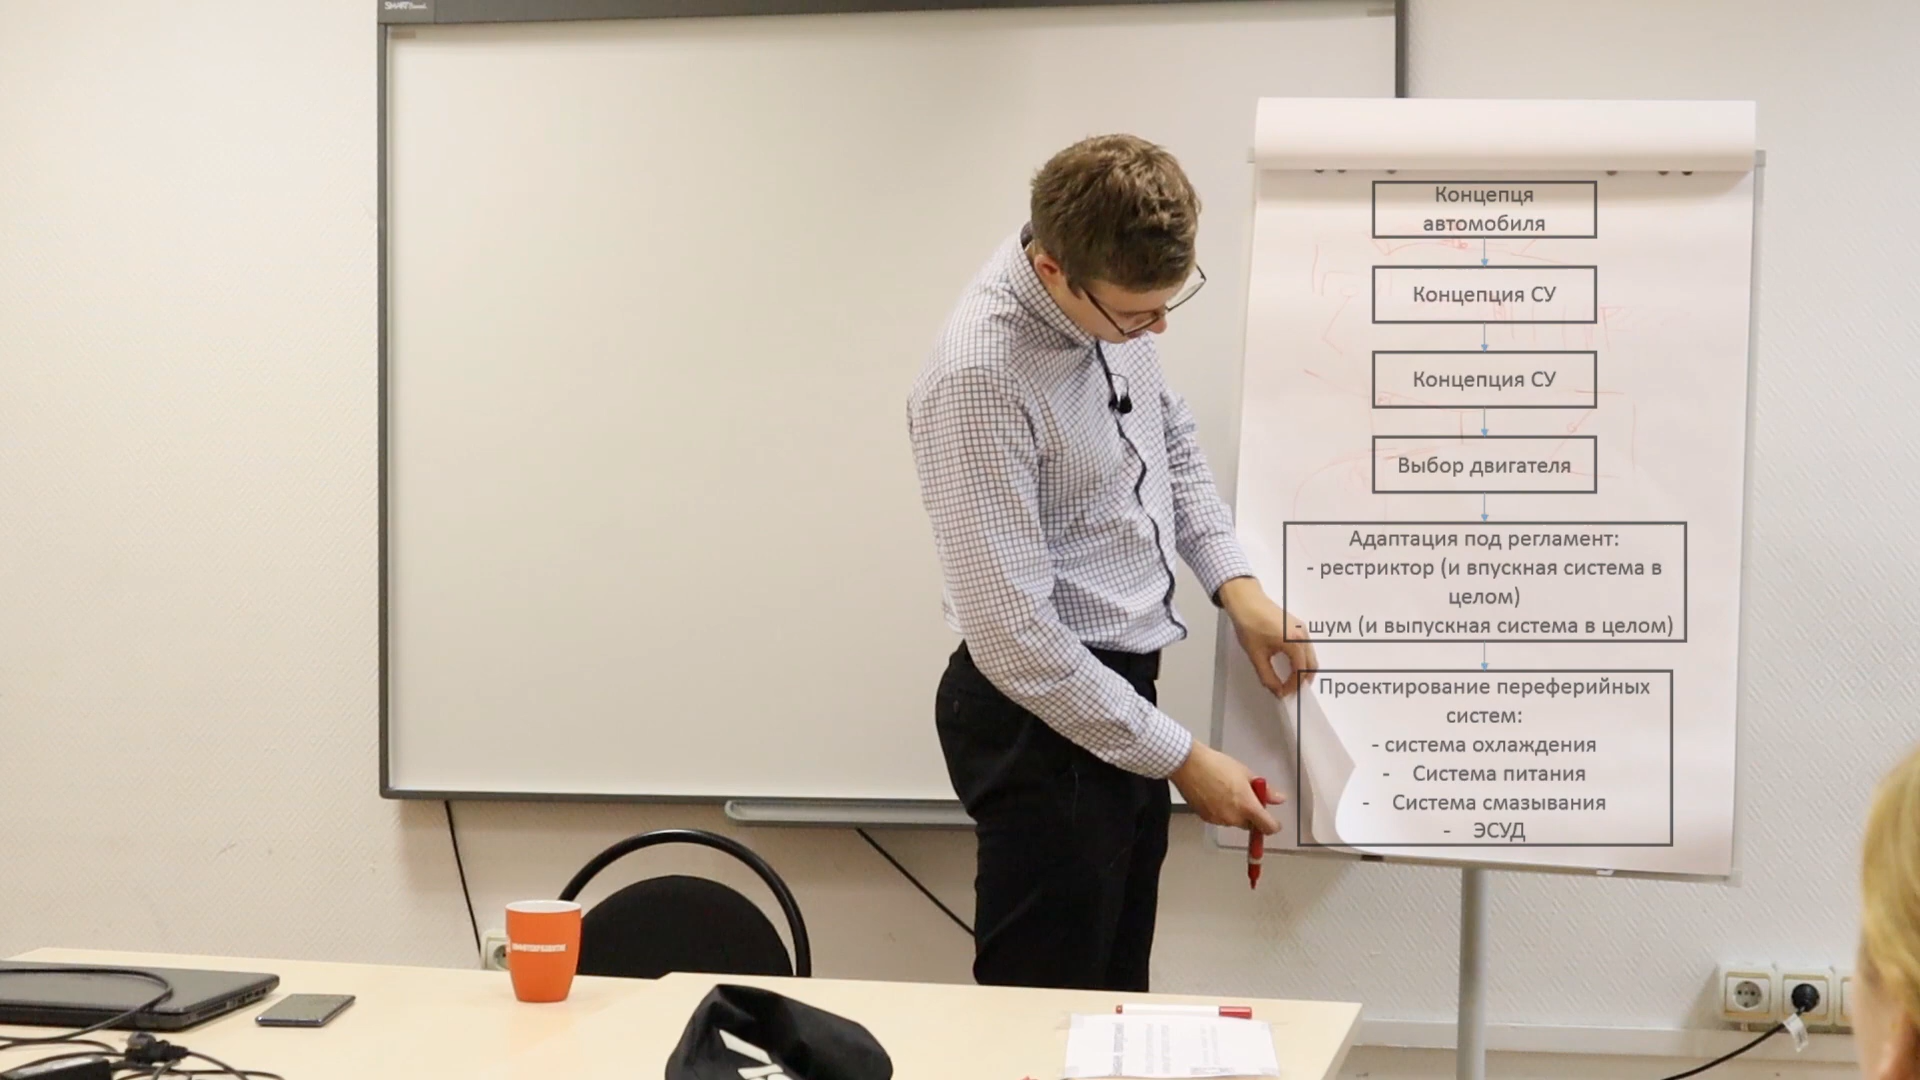 SMART
Концепця
автомобиля
Концепция СУ
Концепция СУ
Выбор двигателя
Адаптация под регламент:
- рестриктор (и впускная система в
целом)
- шум (и выпускная система в целом)
Проектирование переферийных
систем:
- система охлаждения
- Система питания
- Система смазывания
- ЭСУД